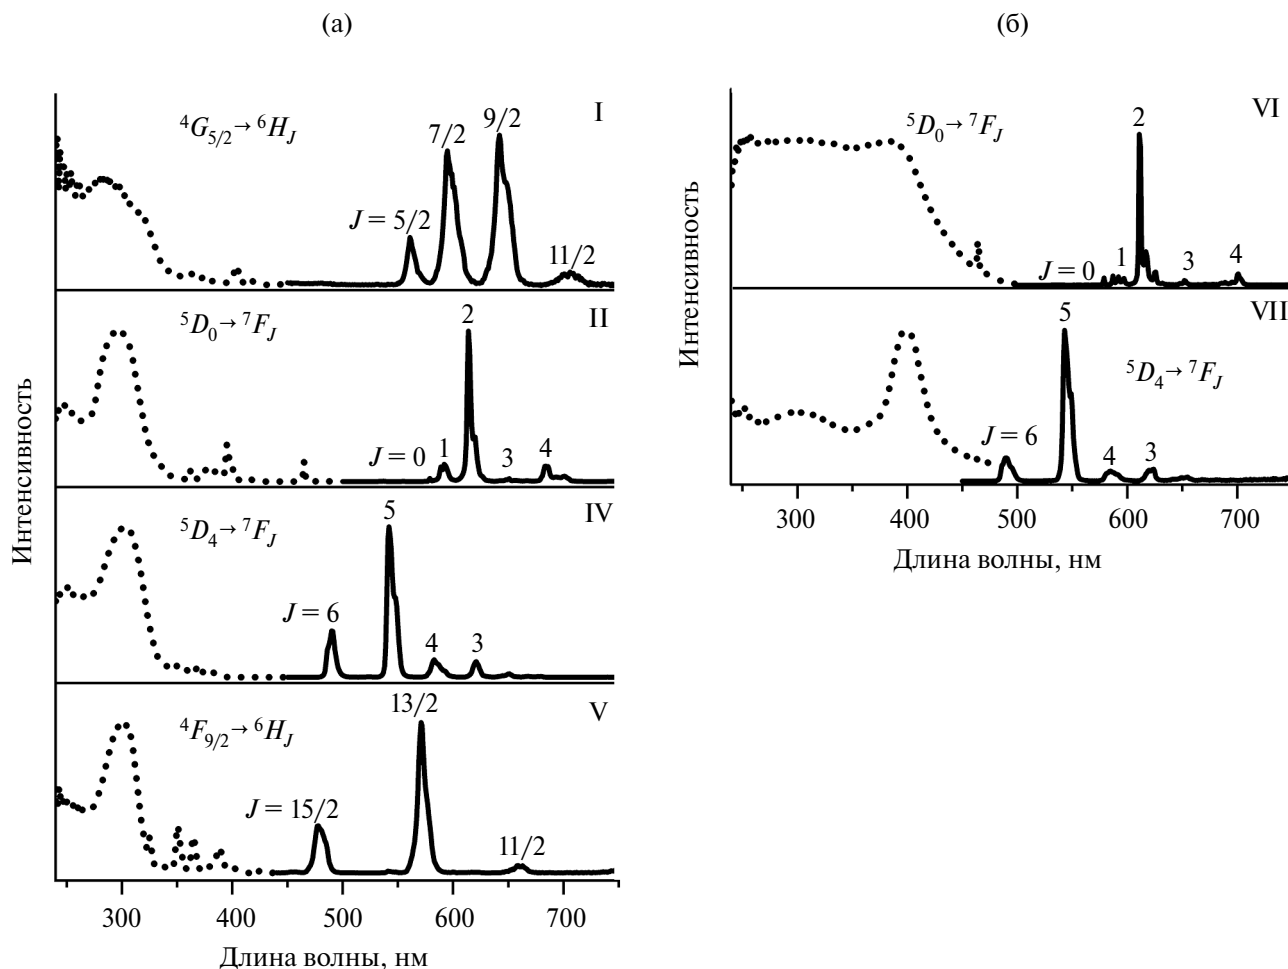 (а)
(б)
Интенсивность
I
⁴G₅/₂ → ⁶H_J
J = 5/2
7/2
9/2
11/2
II
⁵D₀ → ⁷F_J
J = 0
1
2
3
4
IV
⁵D₄ → ⁷F_J
J = 6
5
4
3
V
⁴F₉/₂ → ⁶H_J
J = 15/2
13/2
11/2
300 400 500 600 700
Длина волны, нм
Интенсивность
VI
⁵D₀ → ⁷F_J
J = 0
1
2
3
4
VII
⁵D₄ → ⁷F_J
J = 6
5
4
3
300 400 500 600 700
Длина волны, нм